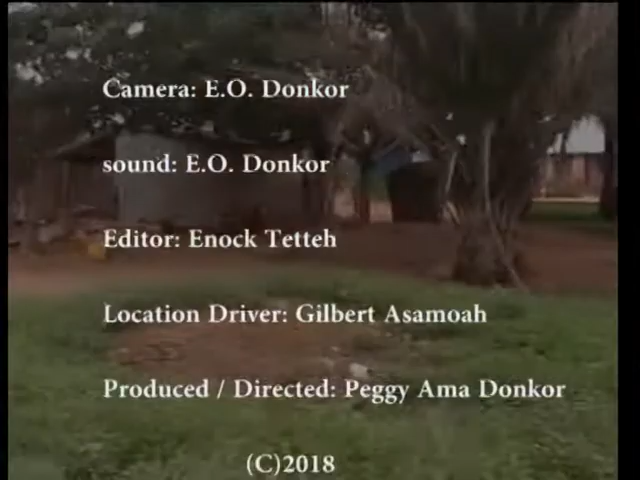 Camera: E.O. Donkor
sound: E.O. Donkor
Editor: Enock Tetteh
Location Driver: Gilbert Asamoah
Produced / Directed: Peggy Ama Donkor
(C)2018